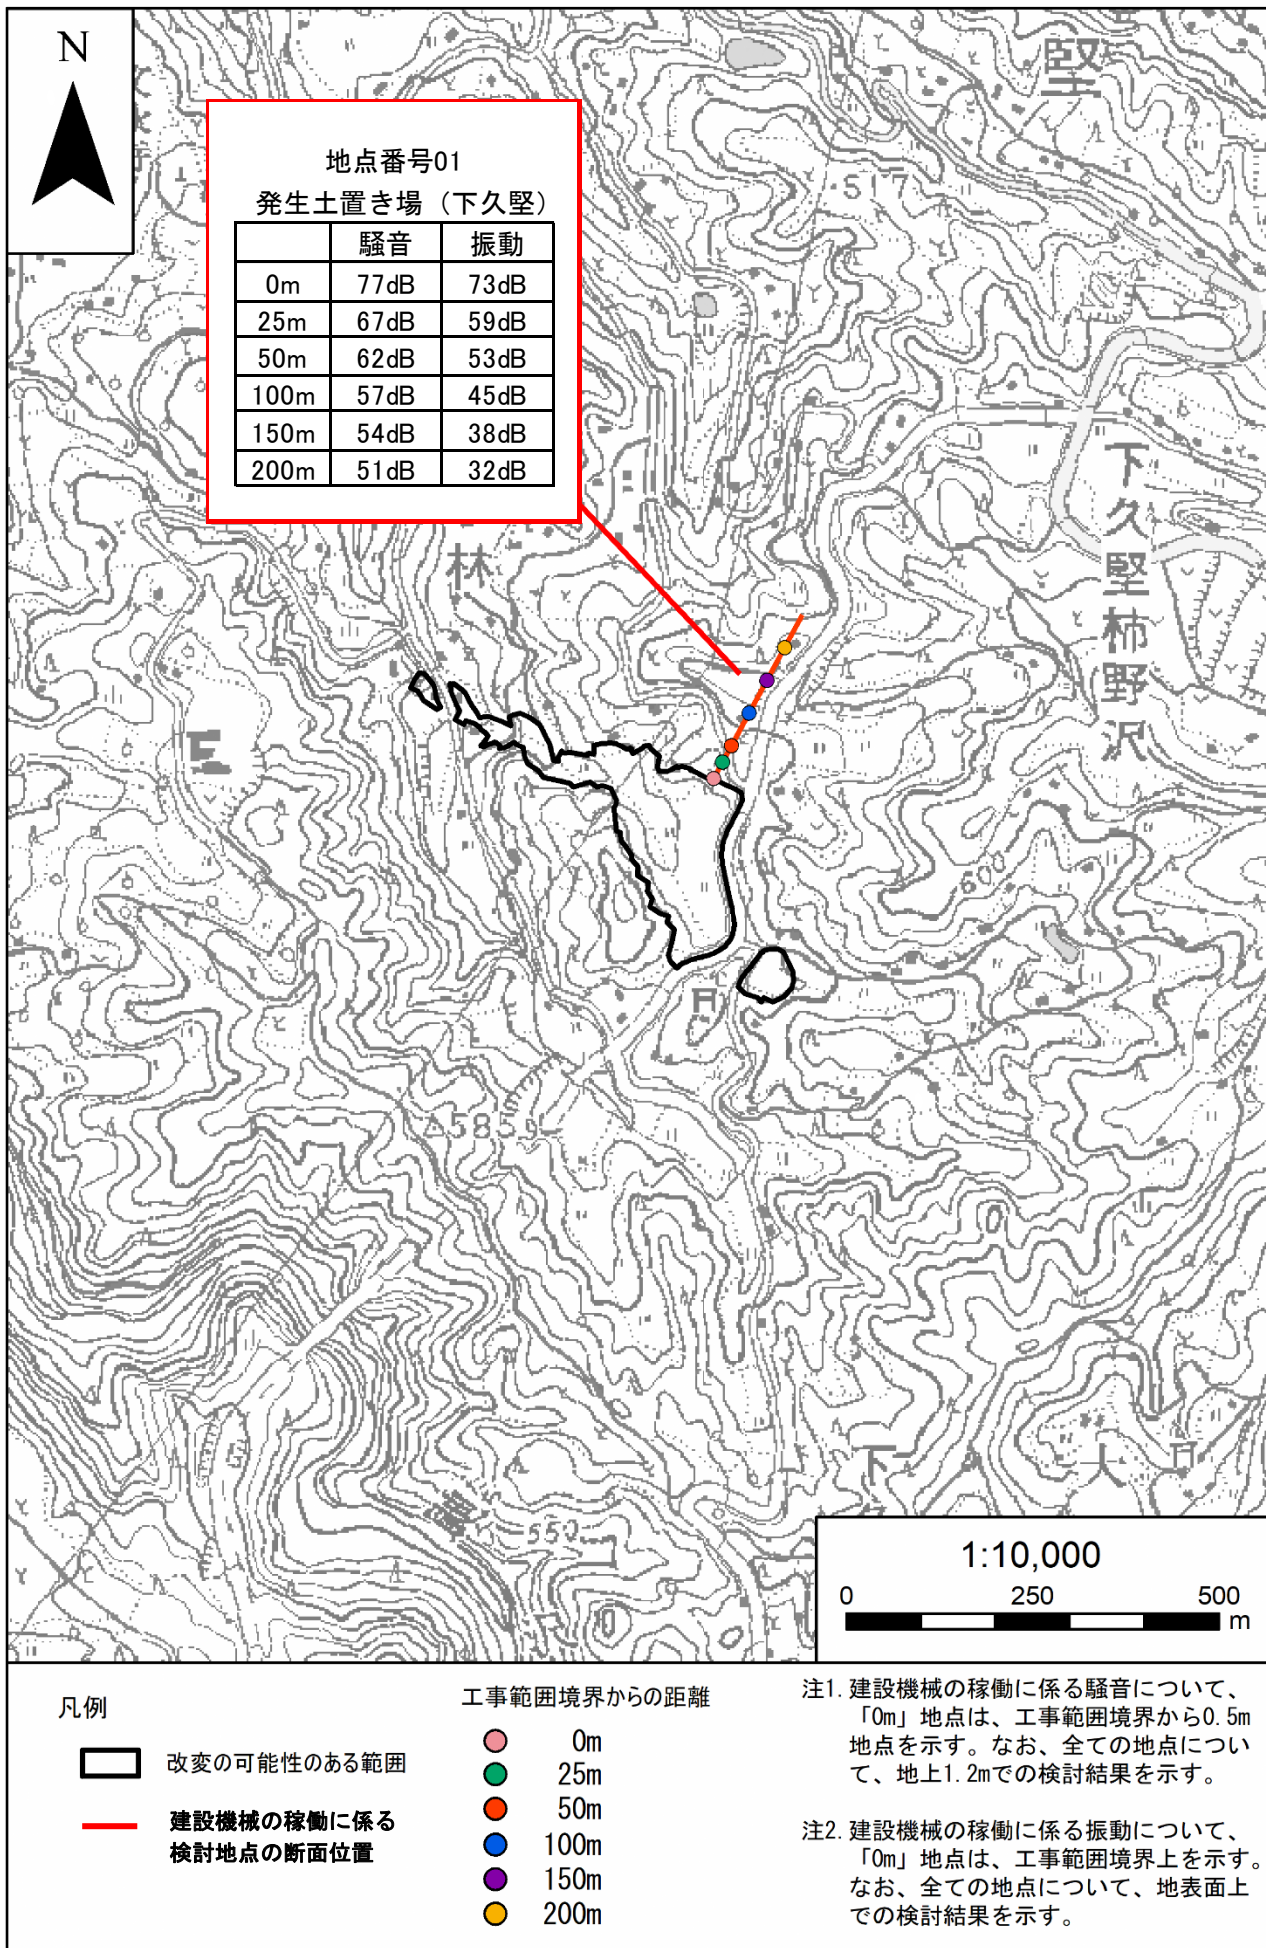 N
堅
地点番号01
発生土置き場（下久堅）
騒音 振動
0m 77dB 73dB
25m 67dB 59dB
50m 62dB 53dB
100m 57dB 45dB
150m 54dB 38dB
200m 51dB 32dB
517
下久堅柿野沢
林
600
585.9
552
下
1:10,000
0 250 500
m
凡例
改変の可能性のある範囲
建設機械の稼働に係る
検討地点の断面位置
工事範囲境界からの距離
0m
25m
50m
100m
150m
200m
注1. 建設機械の稼働に係る騒音について、
「0m」地点は、工事範囲境界から0.5m
地点を示す。なお、全ての地点につい
て、地上1.2mでの検討結果を示す。
注2. 建設機械の稼働に係る振動について、
「0m」地点は、工事範囲境界上を示す。
なお、全ての地点について、地表面上
での検討結果を示す。